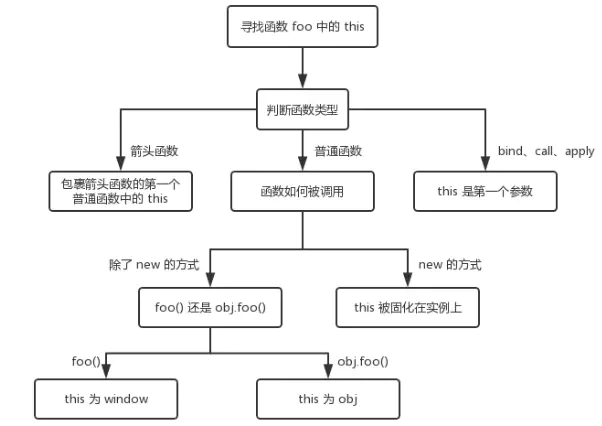 寻找函数 foo 中的 this
判断函数类型
箭头函数
普通函数
bind、call、apply
包裹箭头函数的第一个
普通函数中的 this
函数如何被调用
this 是第一个参数
除了 new 的方式
new 的方式
foo() 还是 obj.foo()
this 被固化在实例上
foo()
obj.foo()
this 为 window
this 为 obj